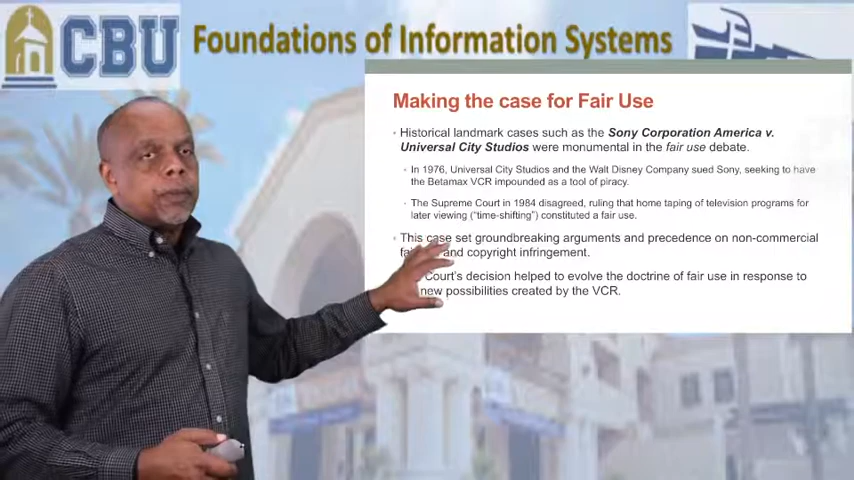 CBU
Foundations of Information Systems
Making the case for Fair Use
Historical landmark cases such as the Sony Corporation America v.
Universal City Studios were monumental in the fair use debate.
In 1976, Universal City Studios and the Walt Disney Company sued Sony, seeking to have
the Betamax VCR impounded as a tool of piracy.
The Supreme Court in 1984 disagreed, ruling that home taping of television programs for
later viewing ("time-shifting") constituted a fair use.
This case set groundbreaking arguments and precedence on non-commercial
and copyright infringement.
Court's decision helped to evolve the doctrine of fair use in response to
new possibilities created by the VCR.